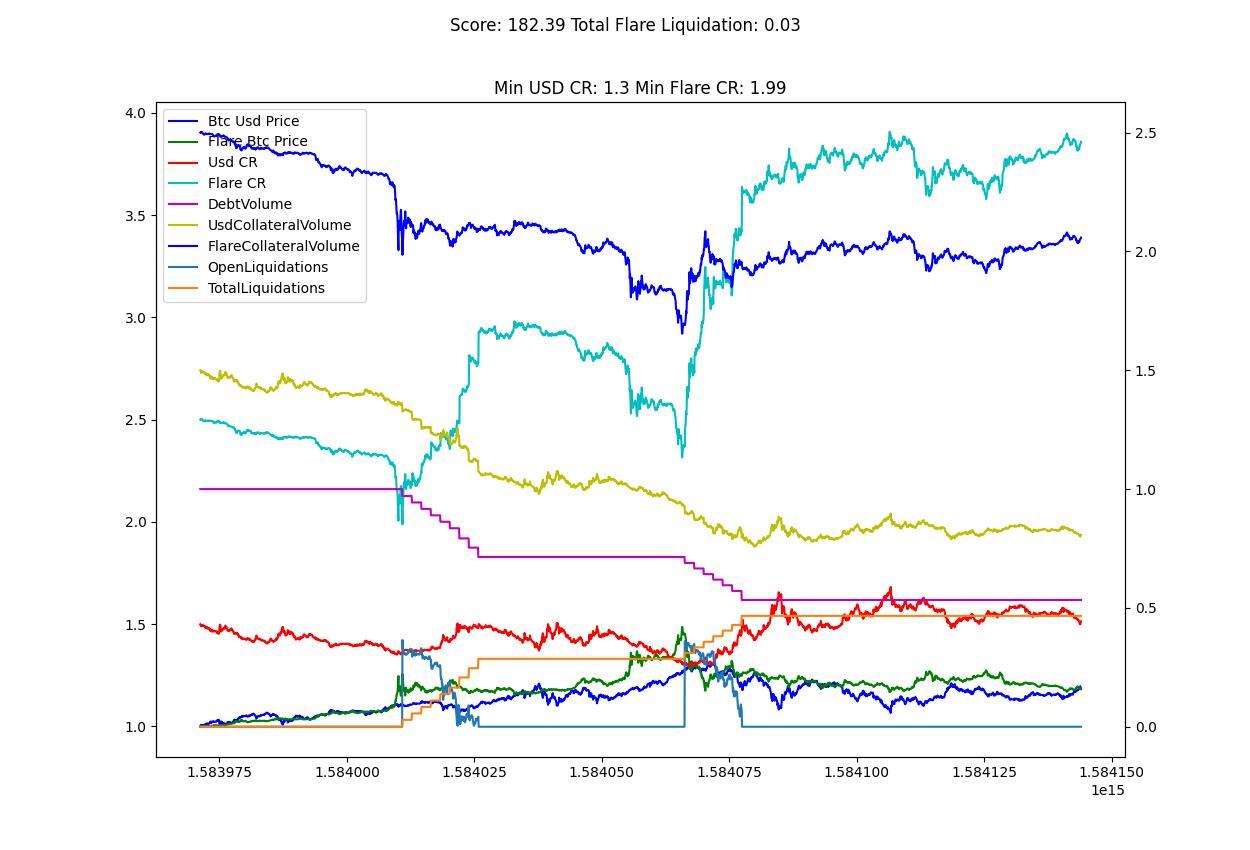 Score: 182.39 Total Flare Liquidation: 0.03
Min USD CR: 1.3 Min Flare CR: 1.99
Btc Usd Price
Flare Btc Price
Usd CR
Flare CR
DebtVolume
UsdCollateralVolume
FlareCollateralVolume
OpenLiquidations
TotalLiquidations
4.0
3.5
3.0
2.5
2.0
1.5
1.0
2.5
2.0
1.5
1.0
0.5
0.0
1.583975 1.584000 1.584025 1.584050 1.584075 1.584100 1.584125 1.584150
1e15